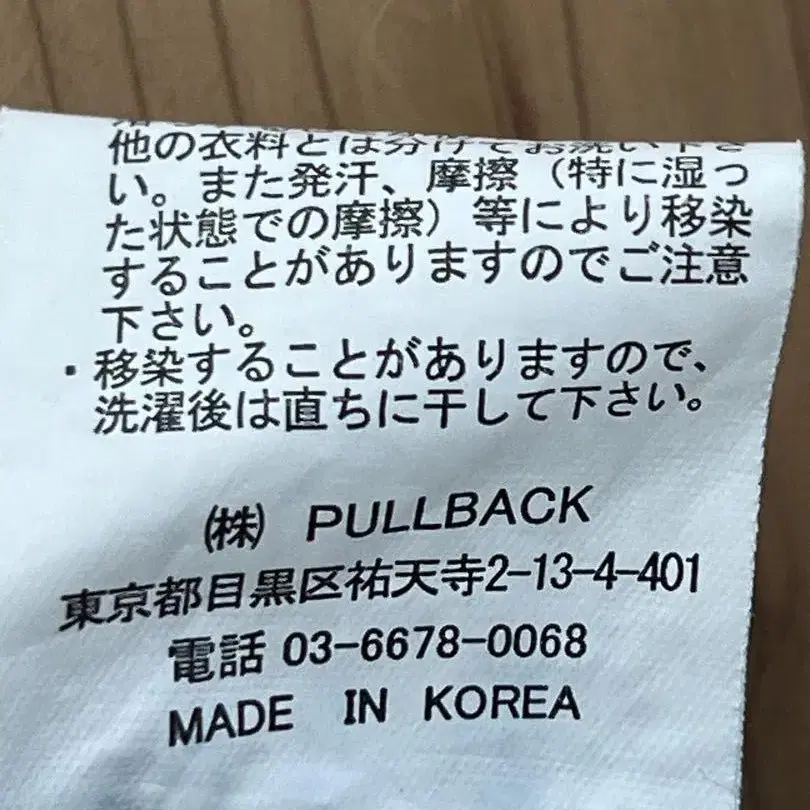 他の衣料とは分けてお洗い下さ
い。また発汗、摩擦（特に湿っ
た状態での摩擦）等により移染
することがありますのでご注意
下さい。
・移染することがありますので、
洗濯後は直ちに干して下さい。
㈱ PULLBACK
東京都目黒区祐天寺2-13-4-401
電話 03-6678-0068
MADE IN KOREA